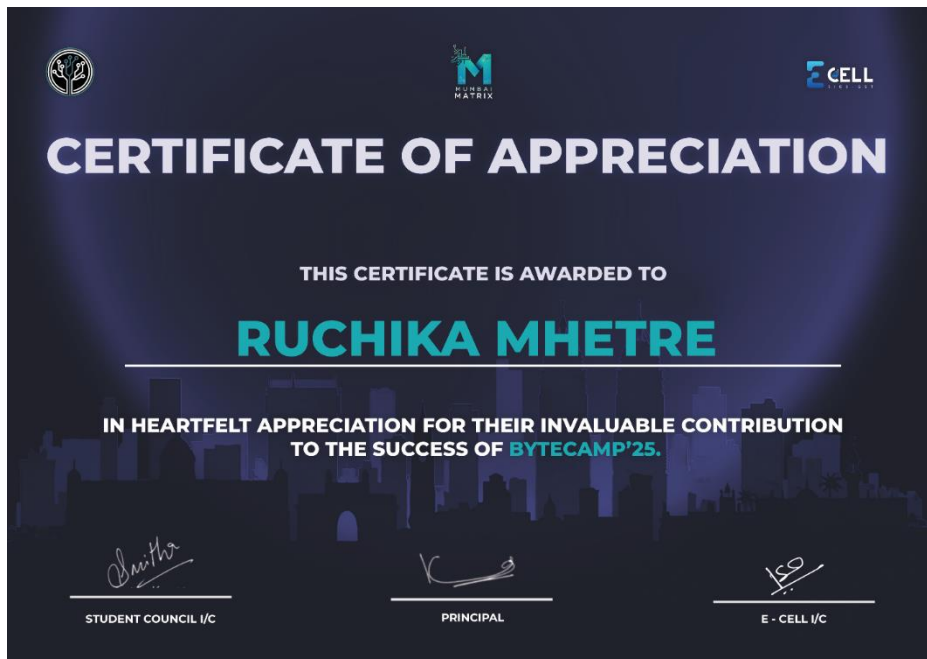 MUMBAI
MATRIX
E CELL
CERTIFICATE OF APPRECIATION
THIS CERTIFICATE IS AWARDED TO
RUCHIKA MHETRE
IN HEARTFELT APPRECIATION FOR THEIR INVALUABLE CONTRIBUTION
TO THE SUCCESS OF BYTECAMP'25.
Smitha
STUDENT COUNCIL I/C
PRINCIPAL
E - CELL I/C